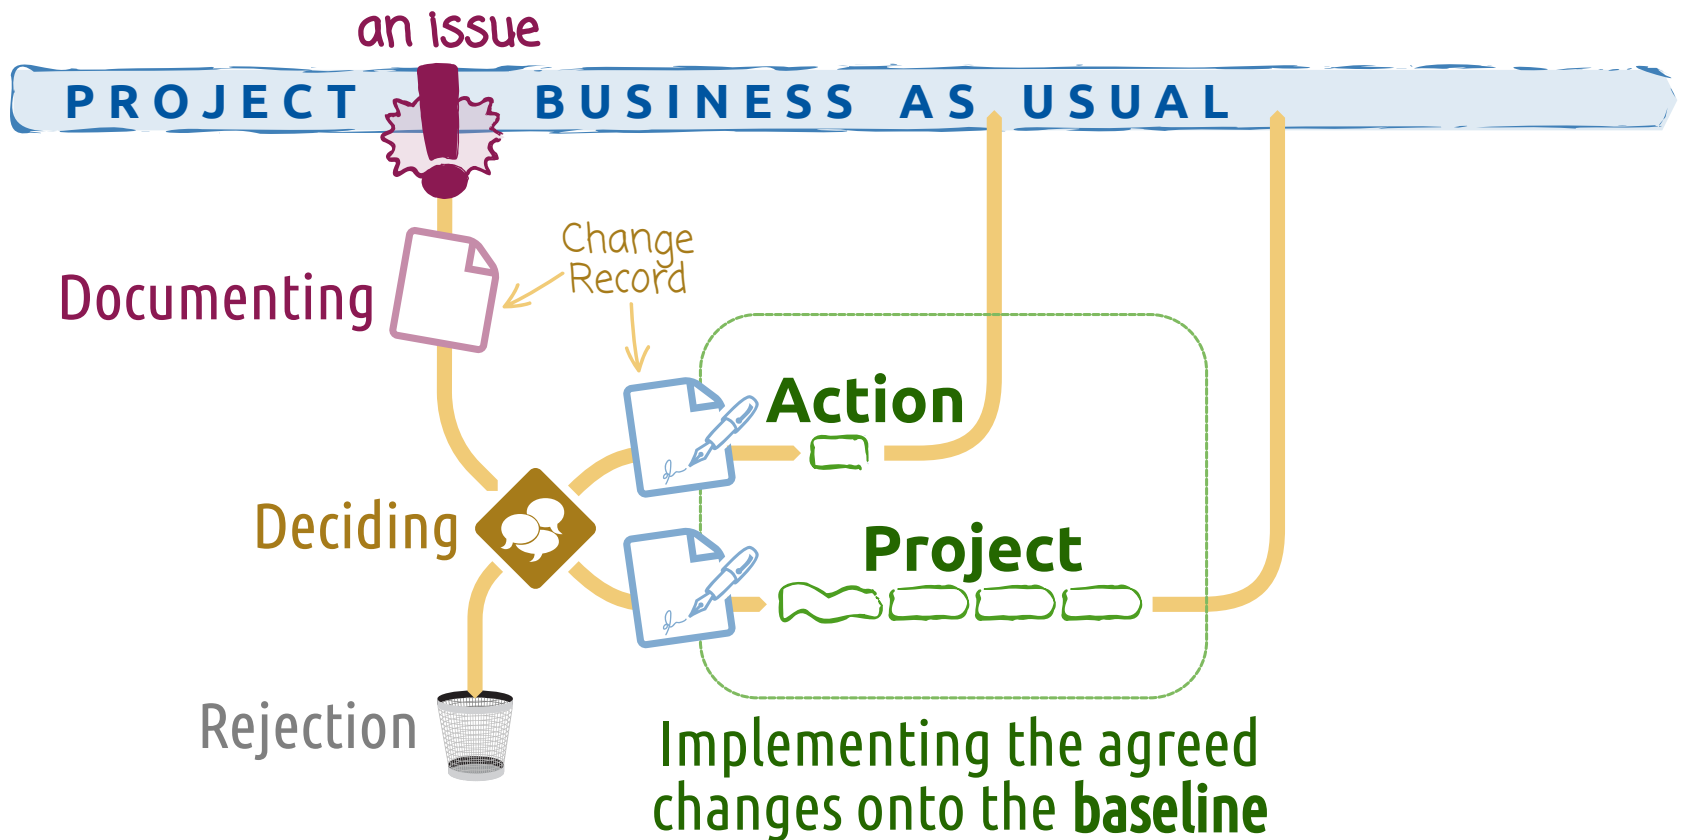 an issue
PROJECT BUSINESS AS USUAL
Change
Record
Documenting
Action
Deciding
Project
Rejection
Implementing the agreed
changes onto the baseline